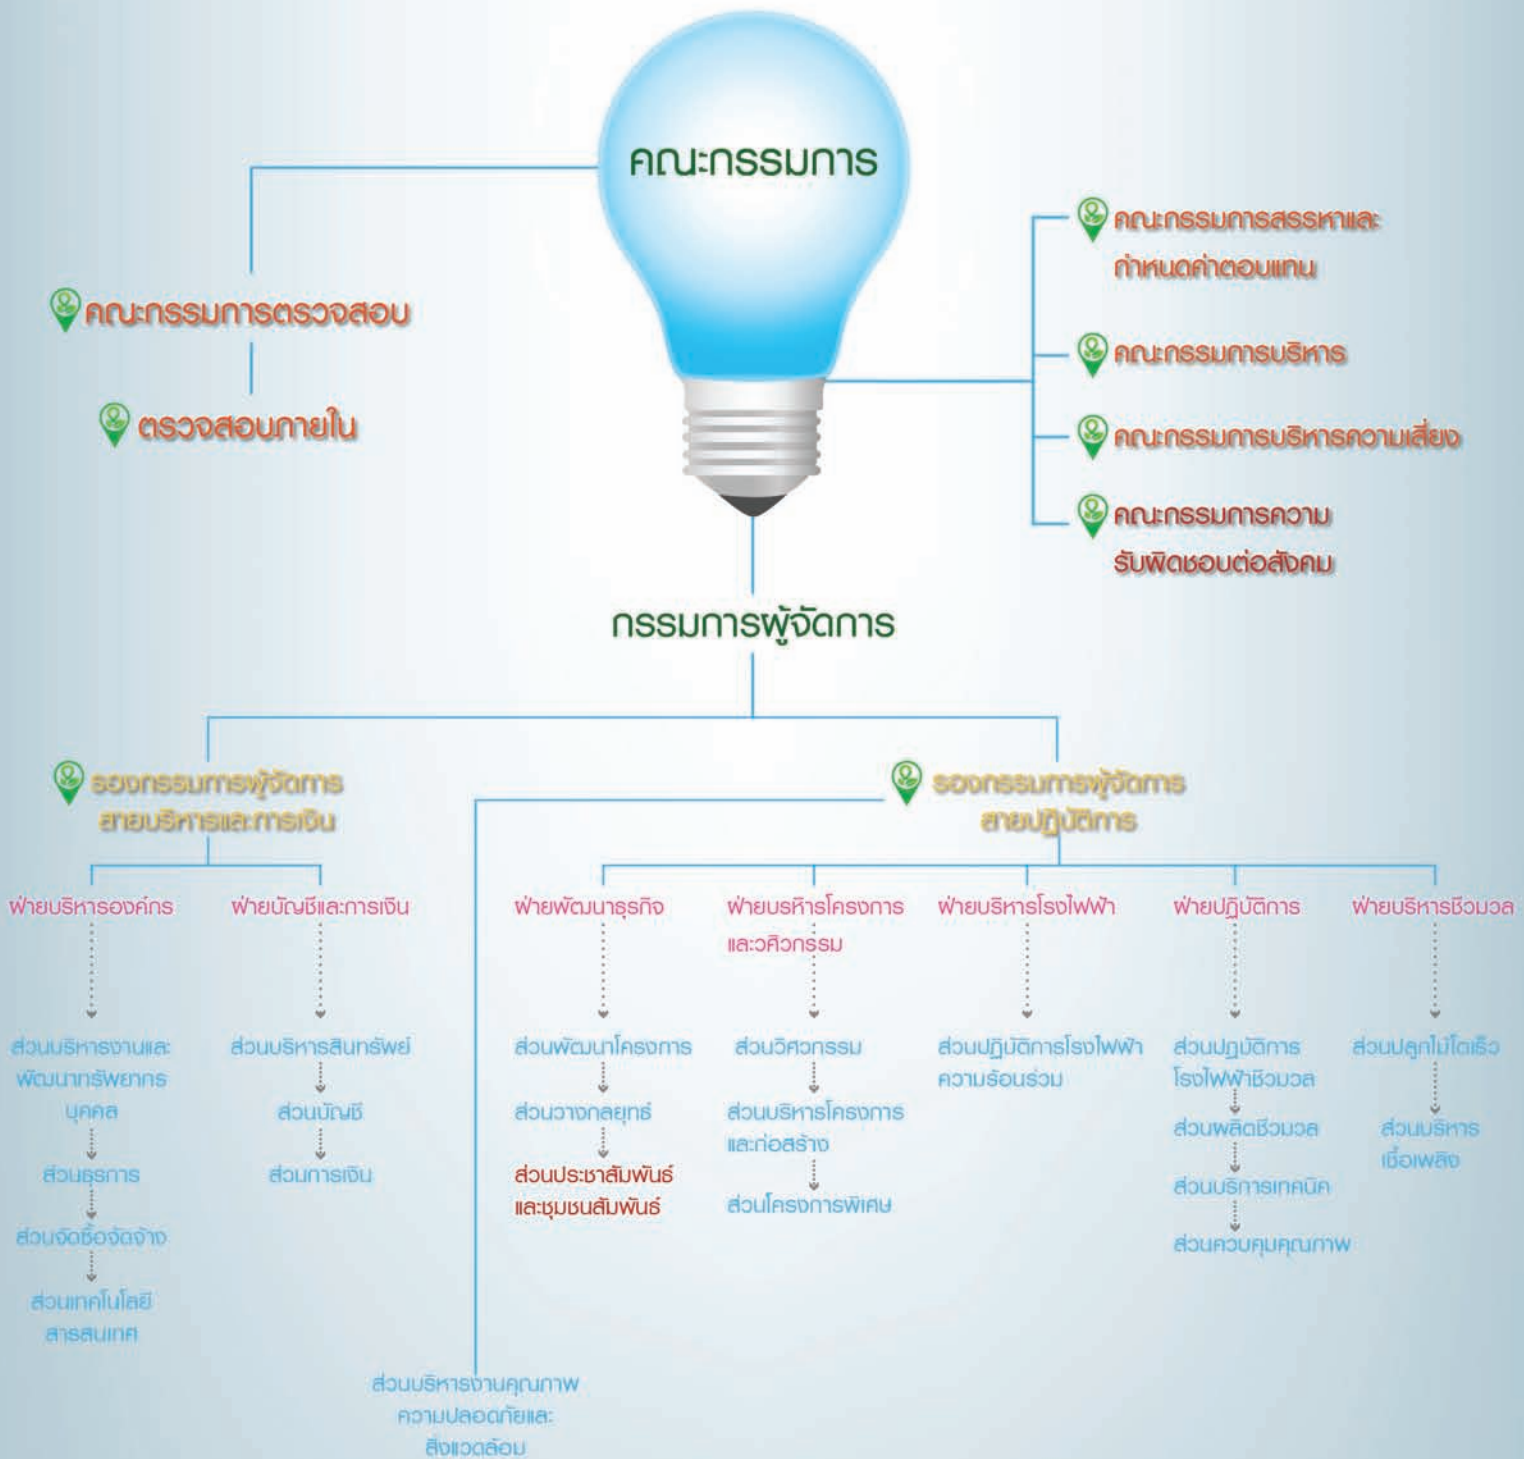 คณะกรรมการ
คณะกรรมการตรวจสอบ
ตรวจสอบภายใน
คณะกรรมการสรรหาและ
กำหนดค่าตอบแทน
คณะกรรมการบริหาร
คณะกรรมการบริหารความเสี่ยง
คณะกรรมการความ
รับผิดชอบต่อสังคม
กรรมการผู้จัดการ
รองกรรมการผู้จัดการ
สายบริหารและการเงิน
รองกรรมการผู้จัดการ
สายปฏิบัติการ
ฝ่ายบริหารองค์กร
ส่วนบริหารงานและ
พัฒนาทรัพยากร
บุคคล
ส่วนธุรการ
ส่วนจัดซื้อจัดจ้าง
ส่วนเทคโนโลยี
สารสนเทศ
ฝ่ายบัญชีและการเงิน
ส่วนบริหารสินทรัพย์
ส่วนบัญชี
ส่วนการเงิน
ส่วนบริหารงานคุณภาพ
ความปลอดภัยและ
สิ่งแวดล้อม
ฝ่ายพัฒนาธุรกิจ
ส่วนพัฒนาโครงการ
ส่วนวางกลยุทธ์
ส่วนประชาสัมพันธ์
และชุมชนสัมพันธ์
ฝ่ายบรหิารโครงการ
และวศิวกรรม
ส่วนวิศวกรรม
ส่วนบริหารโครงการ
และก่อสร้าง
ส่วนโครงการพิเศษ
ฝ่ายบริหารโรงไฟฟ้า
ส่วนปฏิบัติการโรงไฟฟ้า
ความร้อนร่วม
ฝ่ายปฏิบัติการ
ส่วนปฏบัติการ
โรงไฟฟ้าชีวมวล
ส่วนผลิตชีวมวล
ส่วนบริการเทคนิค
ส่วนควบคุมคุณภาพ
ฝ่ายบริหารชีวมวล
ส่วนปลูกไม้โตเร็ว
ส่วนบริหาร
เชื้อเพลิง